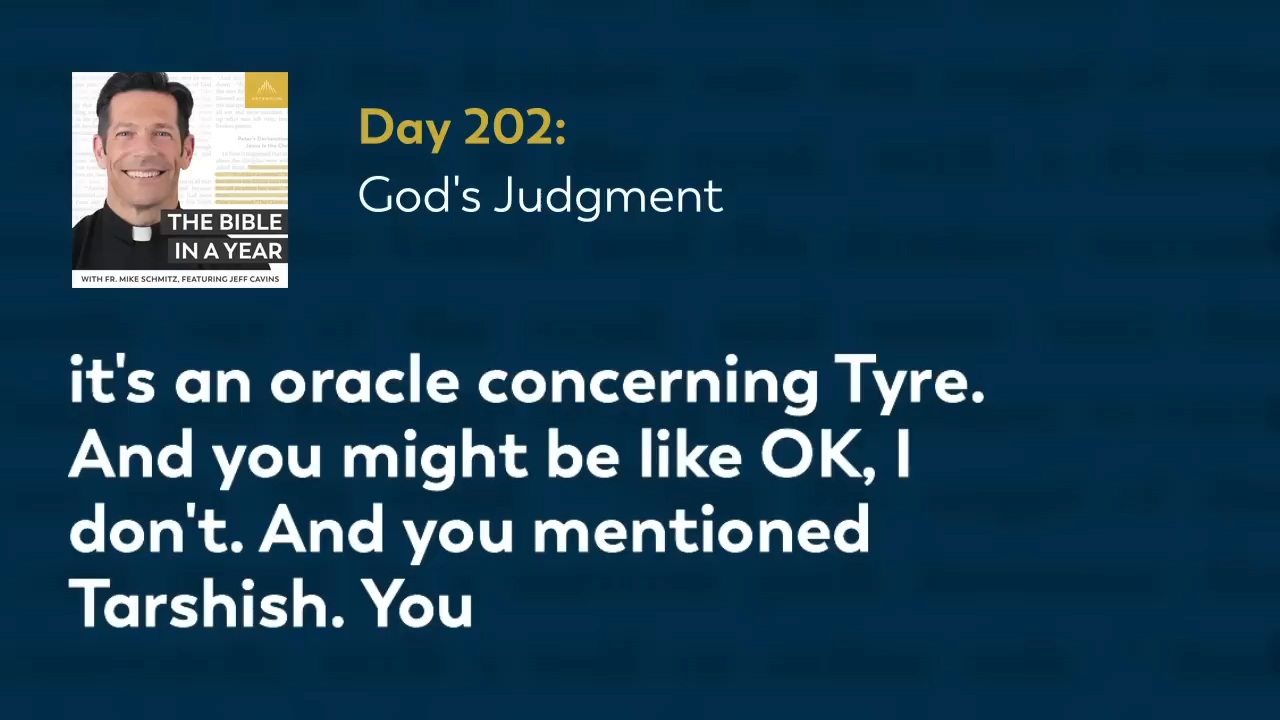 Day 202:
God's Judgment
THE BIBLE
IN A YEAR
WITH FR. MIKE SCHMITZ, FEATURING JEFF CAVINS
it's an oracle concerning Tyre.
And you might be like OK, I
don't. And you mentioned
Tarshish. You